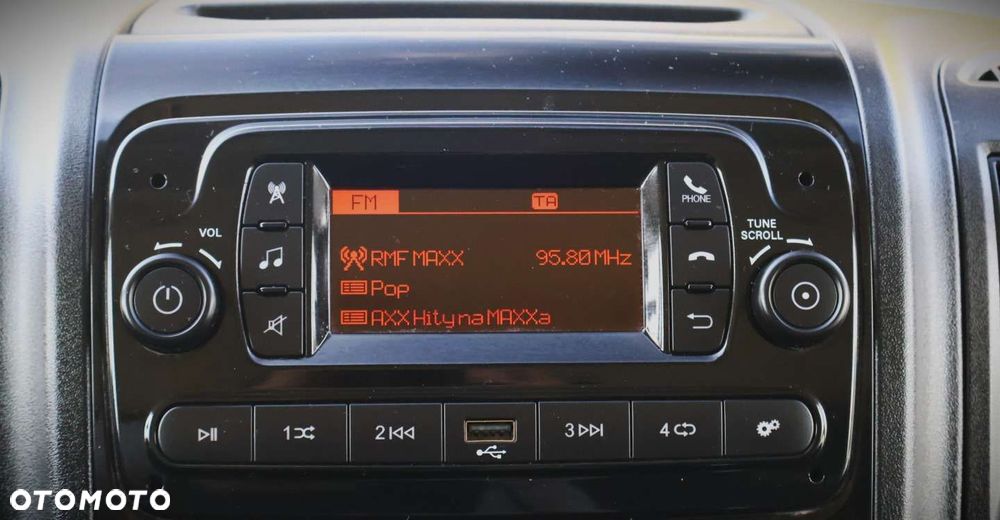 FM TA
PHONE
VOL
TUNE
SCROLL
RMF MAXX 95.80 MHz
Pop
AXX Hity na MAXXa
1 2 3 4
OTOMOTO